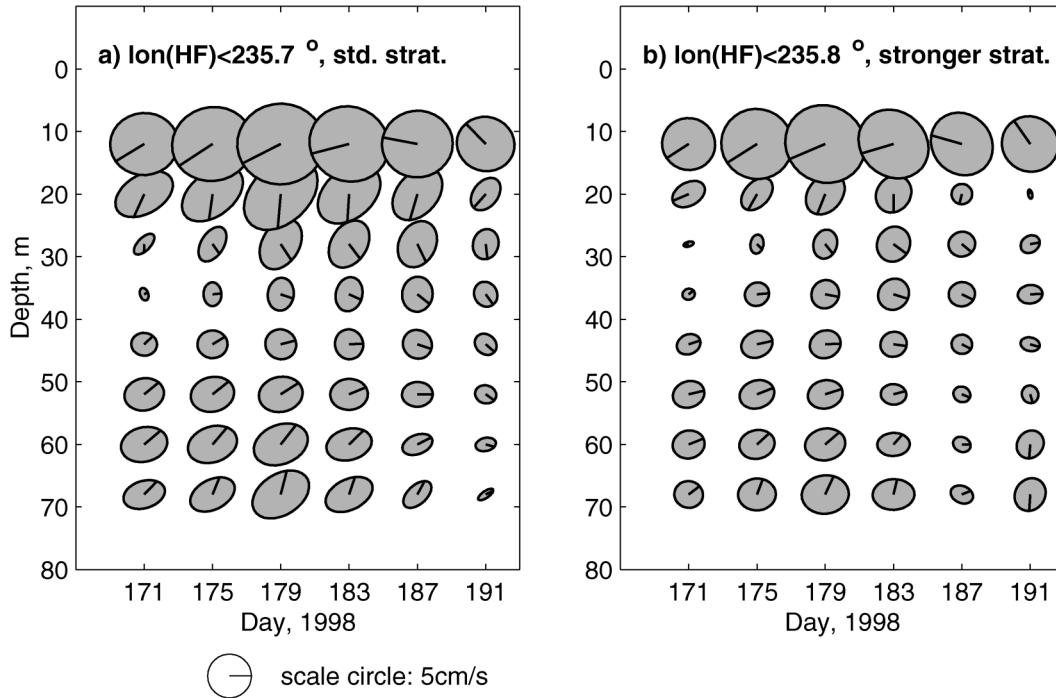 a) lon(HF)<235.7 °, std. strat.
b) lon(HF)<235.8 °, stronger strat.
Depth, m
0
10
20
30
40
50
60
70
80
171 175 179 183 187 191
Day, 1998
0
10
20
30
40
50
60
70
80
171 175 179 183 187 191
Day, 1998
scale circle: 5cm/s